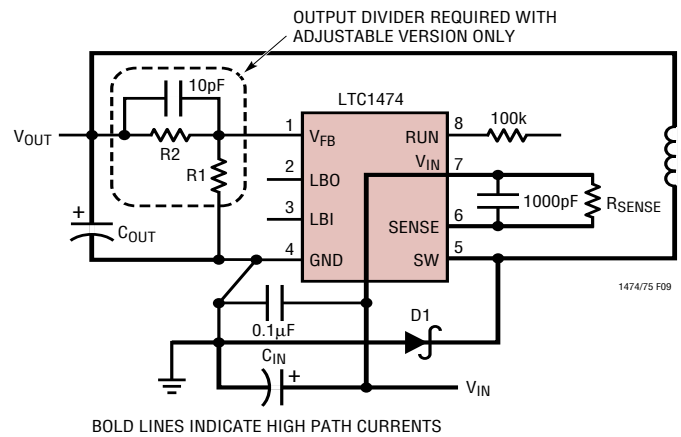 OUTPUT DIVIDER REQUIRED WITH
ADJUSTABLE VERSION ONLY
10pF
LTC1474
VOUT
R2
1
VFB
RUN
8
100k
R1
2
LBO
VIN
7
1000pF
RSENSE
3
LBI
SENSE
6
+
COUT
4
GND
SW
5
1474/75 F09
0.1µF
D1
CIN
+
VIN
BOLD LINES INDICATE HIGH PATH CURRENTS